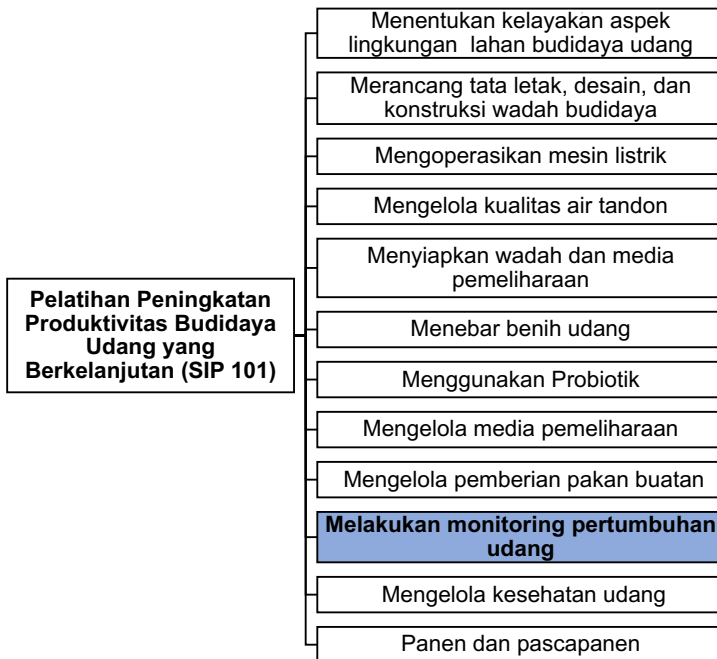 Pelatihan Peningkatan
Produktivitas Budidaya
Udang yang
Berkelanjutan (SIP 101)
Menentukan kelayakan aspek
lingkungan lahan budidaya udang
Merancang tata letak, desain, dan
konstruksi wadah budidaya
Mengoperasikan mesin listrik
Mengelola kualitas air tandon
Menyiapkan wadah dan media
pemeliharaan
Menebar benih udang
Menggunakan Probiotik
Mengelola media pemeliharaan
Mengelola pemberian pakan buatan
Melakukan monitoring pertumbuhan
udang
Mengelola kesehatan udang
Panen dan pascapanen